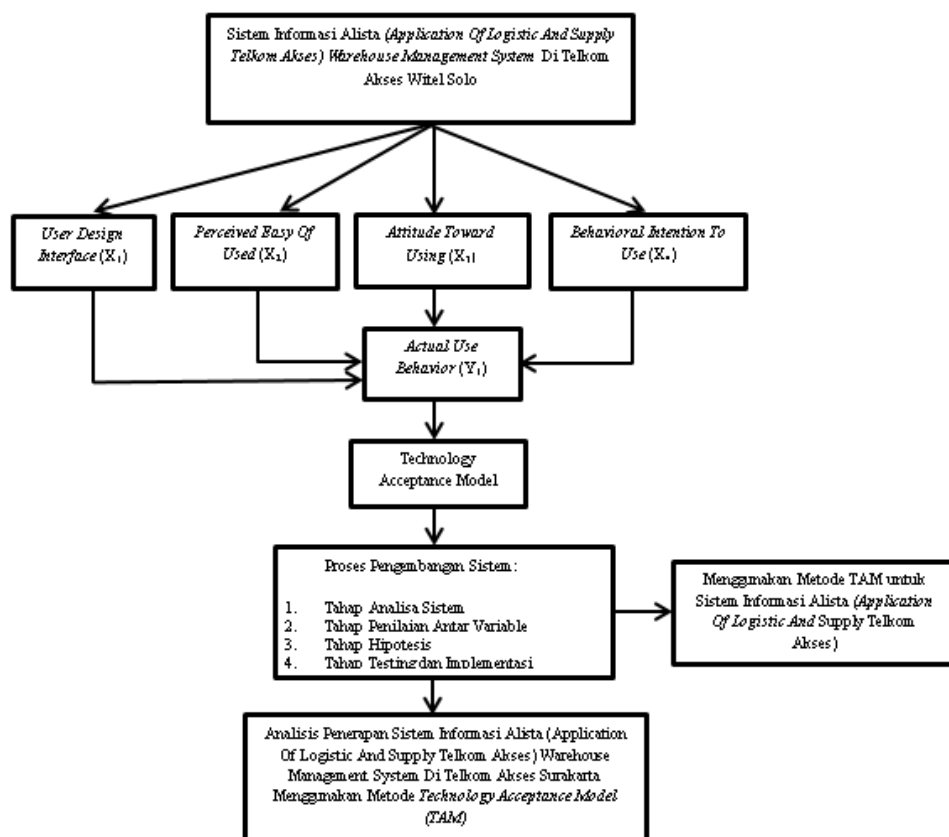 Sistem Informasi Alista (Application Of Logistic And Supply
Telkom Akses) Warehouse Management System Di Telkom
Akses Witel Solo
User Design
Interface (X₁)
Perceived Easy Of
Used (X₂)
Attitude Toward
Using (X₃)
Behavioral Intention To
Use (X₄)
Actual Use
Behavior (Y₁)
Technology
Acceptance Model
Proses Pengembangan Sistem :
1. Tahap Analisa Sistem
2. Tahap Penilaian Antar Variable
3. Tahap Hipotesis
4. Tahap Testing dan Implementasi
Menggunakan Metode TAM untuk
Sistem Informasi Alista (Application
Of Logistic And Supply Telkom
Akses)
Analisis Penerapan Sistem Informasi Alista (Application
Of Logistic And Supply Telkom Akses) Warehouse
Management System Di Telkom Akses Surakarta
Menggunakan Metode Technology Acceptance Model
(TAM)